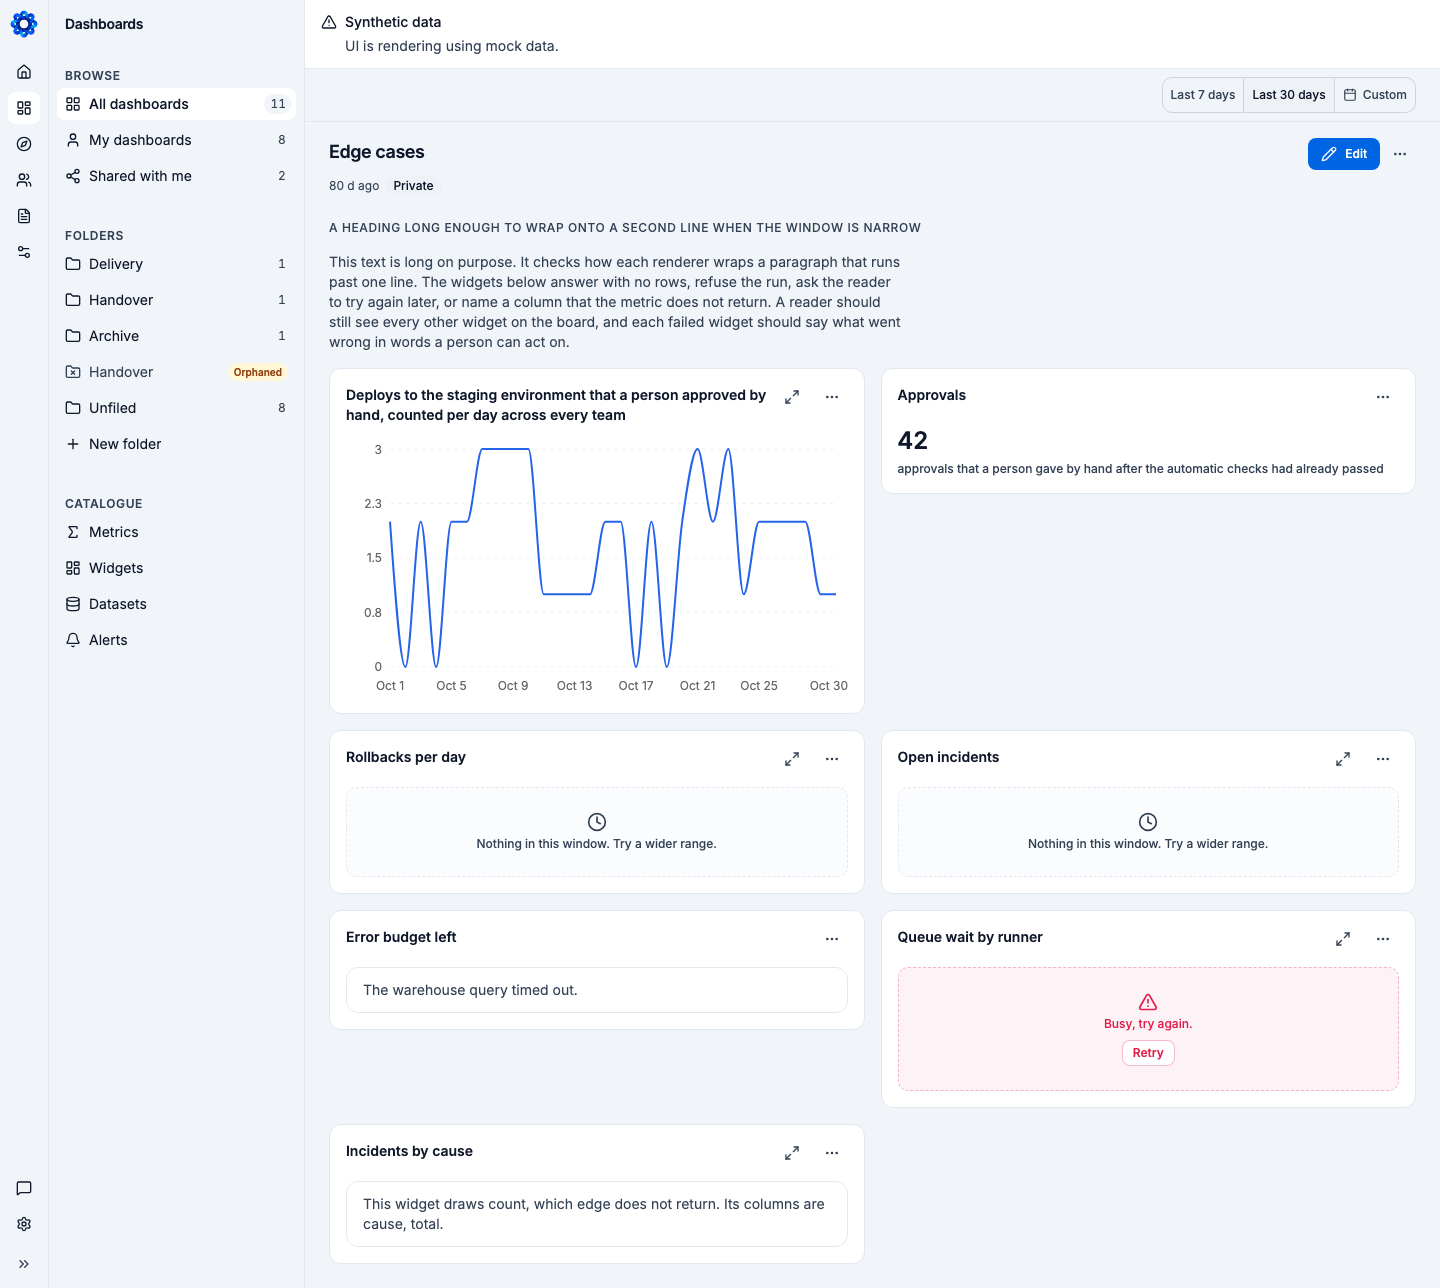 Dashboards
BROWSE
All dashboards 11
My dashboards 8
Shared with me 2
FOLDERS
Delivery 1
Handover 1
Archive 1
Handover Orphaned
Unfiled 8
New folder
CATALOGUE
Metrics
Widgets
Datasets
Alerts
Synthetic data
UI is rendering using mock data.
Last 7 days Last 30 days Custom
Edge cases
Edit
80 d ago Private
A HEADING LONG ENOUGH TO WRAP ONTO A SECOND LINE WHEN THE WINDOW IS NARROW
This text is long on purpose. It checks how each renderer wraps a paragraph that runs
past one line. The widgets below answer with no rows, refuse the run, ask the reader
to try again later, or name a column that the metric does not return. A reader should
still see every other widget on the board, and each failed widget should say what went
wrong in words a person can act on.
Deploys to the staging environment that a person approved by
hand, counted per day across every team
3
2.3
1.5
0.8
0
Oct 1 Oct 5 Oct 9 Oct 13 Oct 17 Oct 21 Oct 25 Oct 30
Approvals
42
approvals that a person gave by hand after the automatic checks had already passed
Rollbacks per day
Nothing in this window. Try a wider range.
Open incidents
Nothing in this window. Try a wider range.
Error budget left
The warehouse query timed out.
Queue wait by runner
Busy, try again.
Retry
Incidents by cause
This widget draws count, which edge does not return. Its columns are
cause, total.